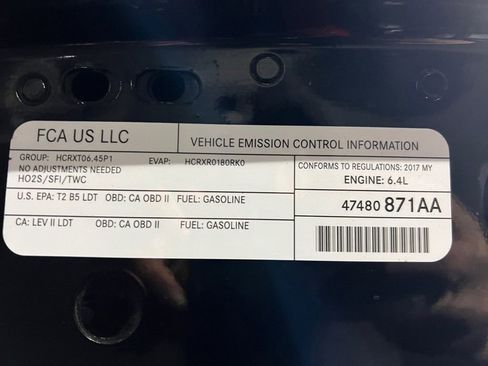 FCA US LLC
VEHICLE EMISSION CONTROL INFORMATION
GROUP: HCRXT06.45P1 EVAP: HCRXR0180RK0
NO ADJUSTMENTS NEEDED
HO2S/SFI/TWC
CONFORMS TO REGULATIONS: 2017 MY
ENGINE: 6.4L
U.S. EPA: T2 B5 LDT OBD: CA OBD II FUEL: GASOLINE
CA: LEV II LDT OBD: CA OBD II FUEL: GASOLINE
47480 871AA